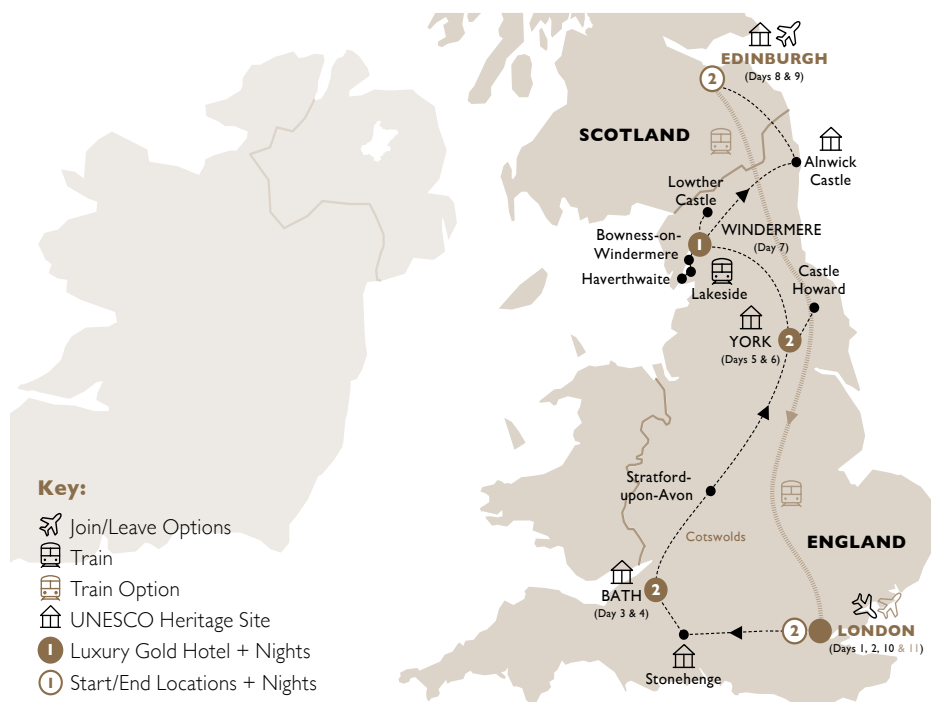 EDINBURGH
(Days 8 & 9)
2
SCOTLAND
Alnwick
Castle
Lowther
Castle
WINDERMERE
(Day 7)
1
Bowness-on-
Windermere
Haverthwaite
Lakeside
Castle
Howard
YORK
(Days 5 & 6)
2
Stratford-
upon-Avon
Cotswolds
ENGLAND
BATH
(Day 3 & 4)
2
2
LONDON
(Days 1, 2, 10 & 11)
Stonehenge
Key:
Join/Leave Options
Train
Train Option
UNESCO Heritage Site
1 Luxury Gold Hotel + Nights
1 Start/End Locations + Nights